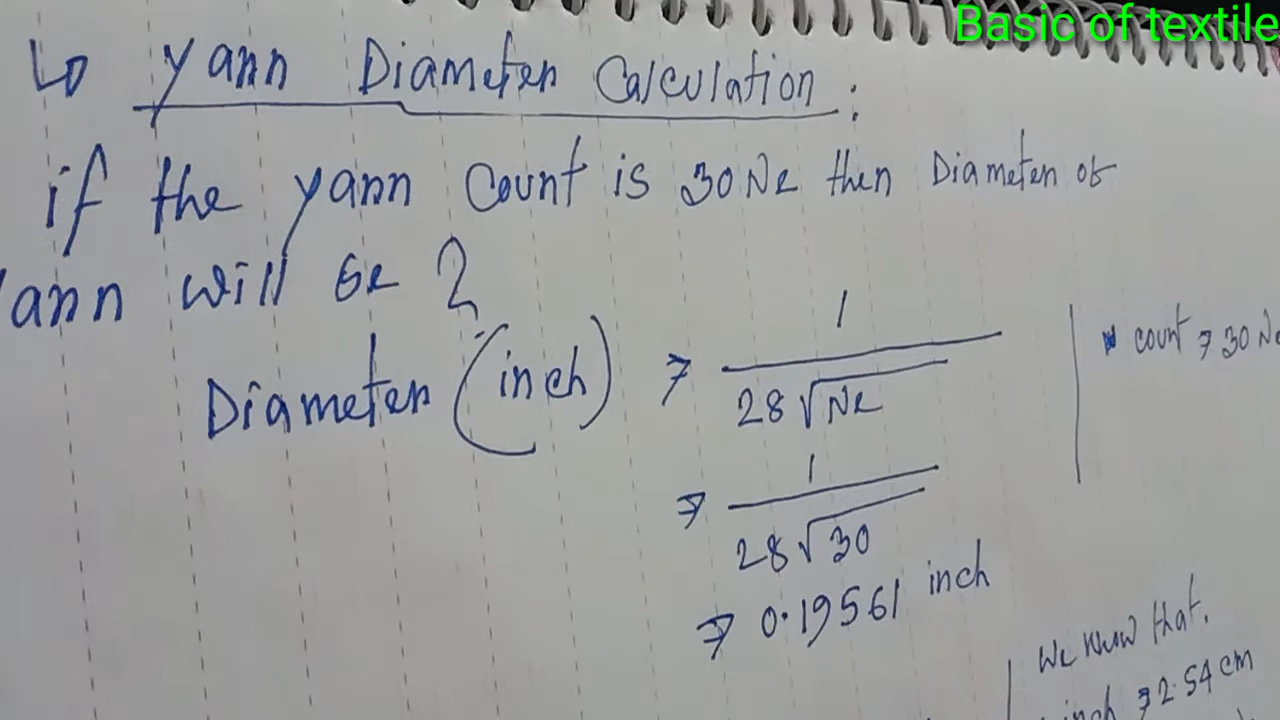 Basic of textile
↳ Yarn Diameter Calculation :
if the yarn Count is 30 Ne then Diameter of
yarn will be ?
Diameter (inch) ⇒ 1 / 28√Ne
* count ⇒ 30 Ne
⇒ 1 / 28√30
⇒ 0.19561 inch
We know that,
inch ⇒ 2.54 cm